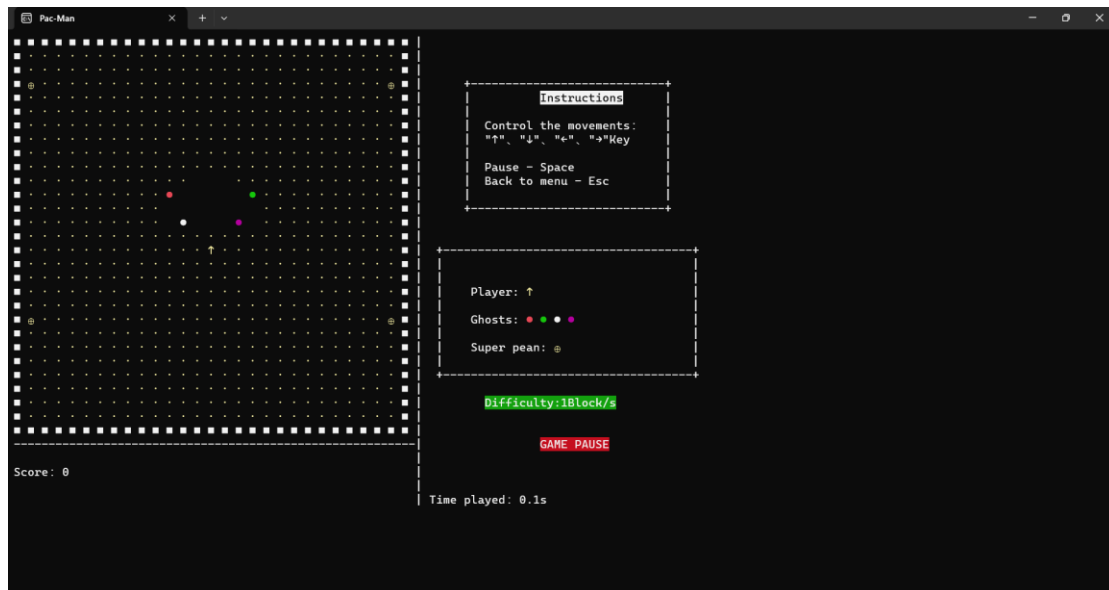 Pac-Man
Instructions
Control the movements:
"↑"、"↓"、"←"、"→"Key
Pause - Space
Back to menu - Esc
Player: ↑
Ghosts: ● ● ● ●
Super pean: ⊕
Difficulty:1Block/s
GAME PAUSE
Score: 0
Time played: 0.1s